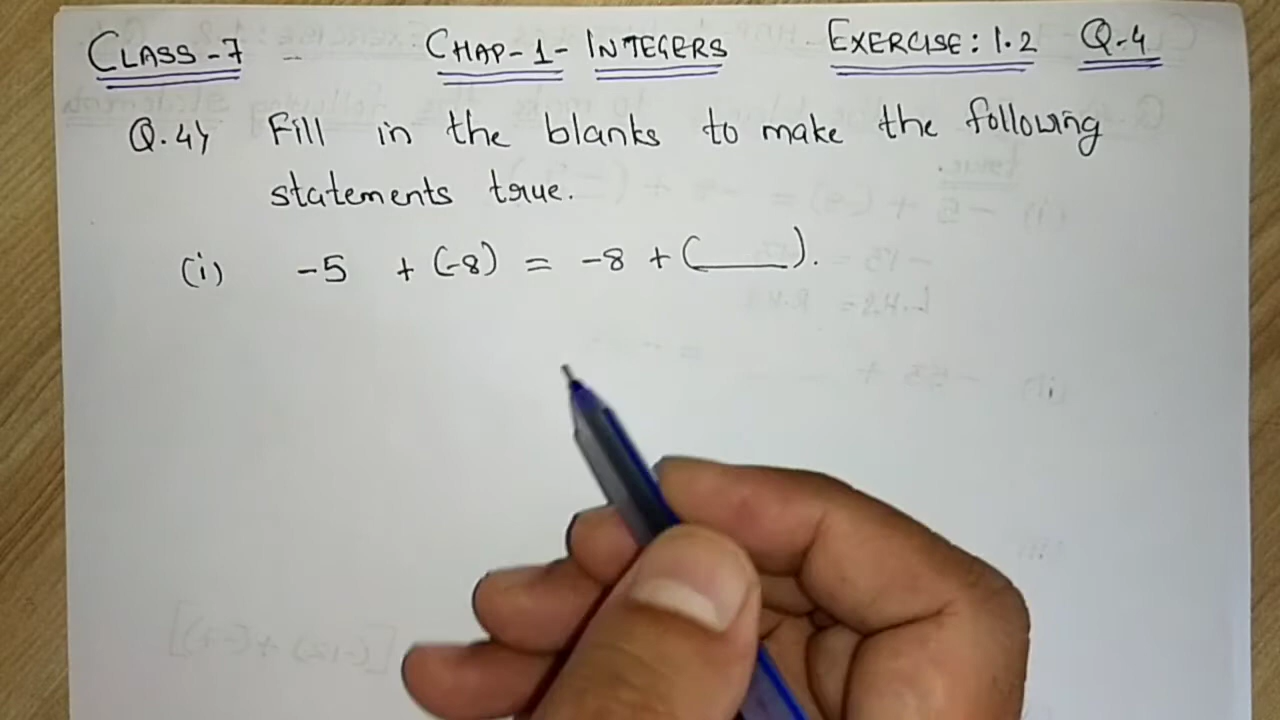 CLASS-7 - CHAP-1- INTEGERS EXERCISE: 1.2 Q-4
Q.4) Fill in the blanks to make the following
statements true.
(i) -5 + (-8) = -8 + (____).